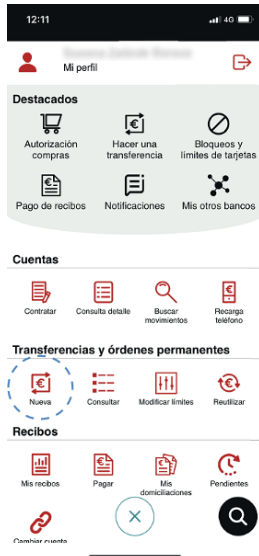 12:11
4G
Mi perfil
Destacados
Autorización
compras
Hacer una
transferencia
Bloqueos y
límites de tarjetas
Pago de recibos
Notificaciones
Mis otros bancos
Cuentas
Contratar
Consulta detalle
Buscar
movimientos
Recarga
teléfono
Transferencias y órdenes permanentes
Nueva
Consultar
Modificar límites
Reutilizar
Recibos
Mis recibos
Pagar
Mis
domiciliaciones
Pendientes
Cambiar cuenta